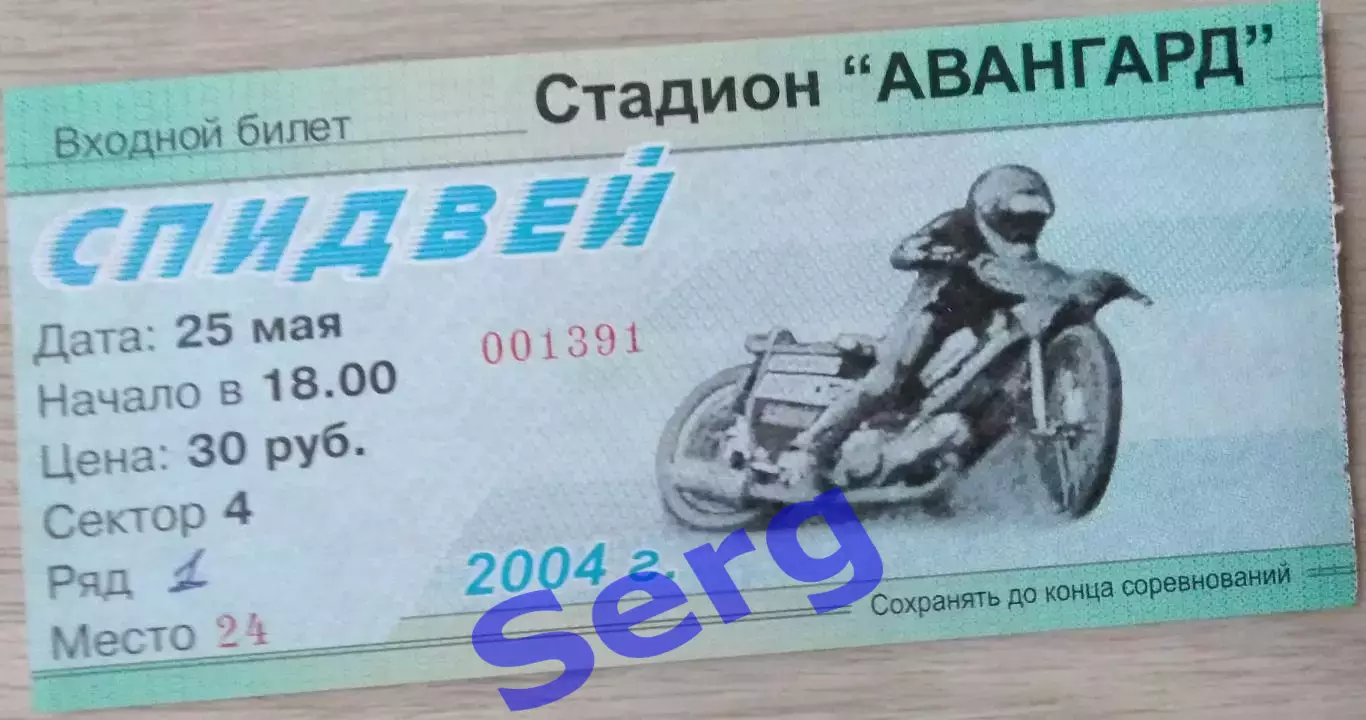 Стадион “АВАНГАРД”
Входной билет
СПИДВЕЙ
Дата: 25 мая
001391
Начало в 18.00
Цена: 30 руб.
Сектор 4
Ряд 1
2004 г.
Место 24
Сохранять до конца соревнований
Serg